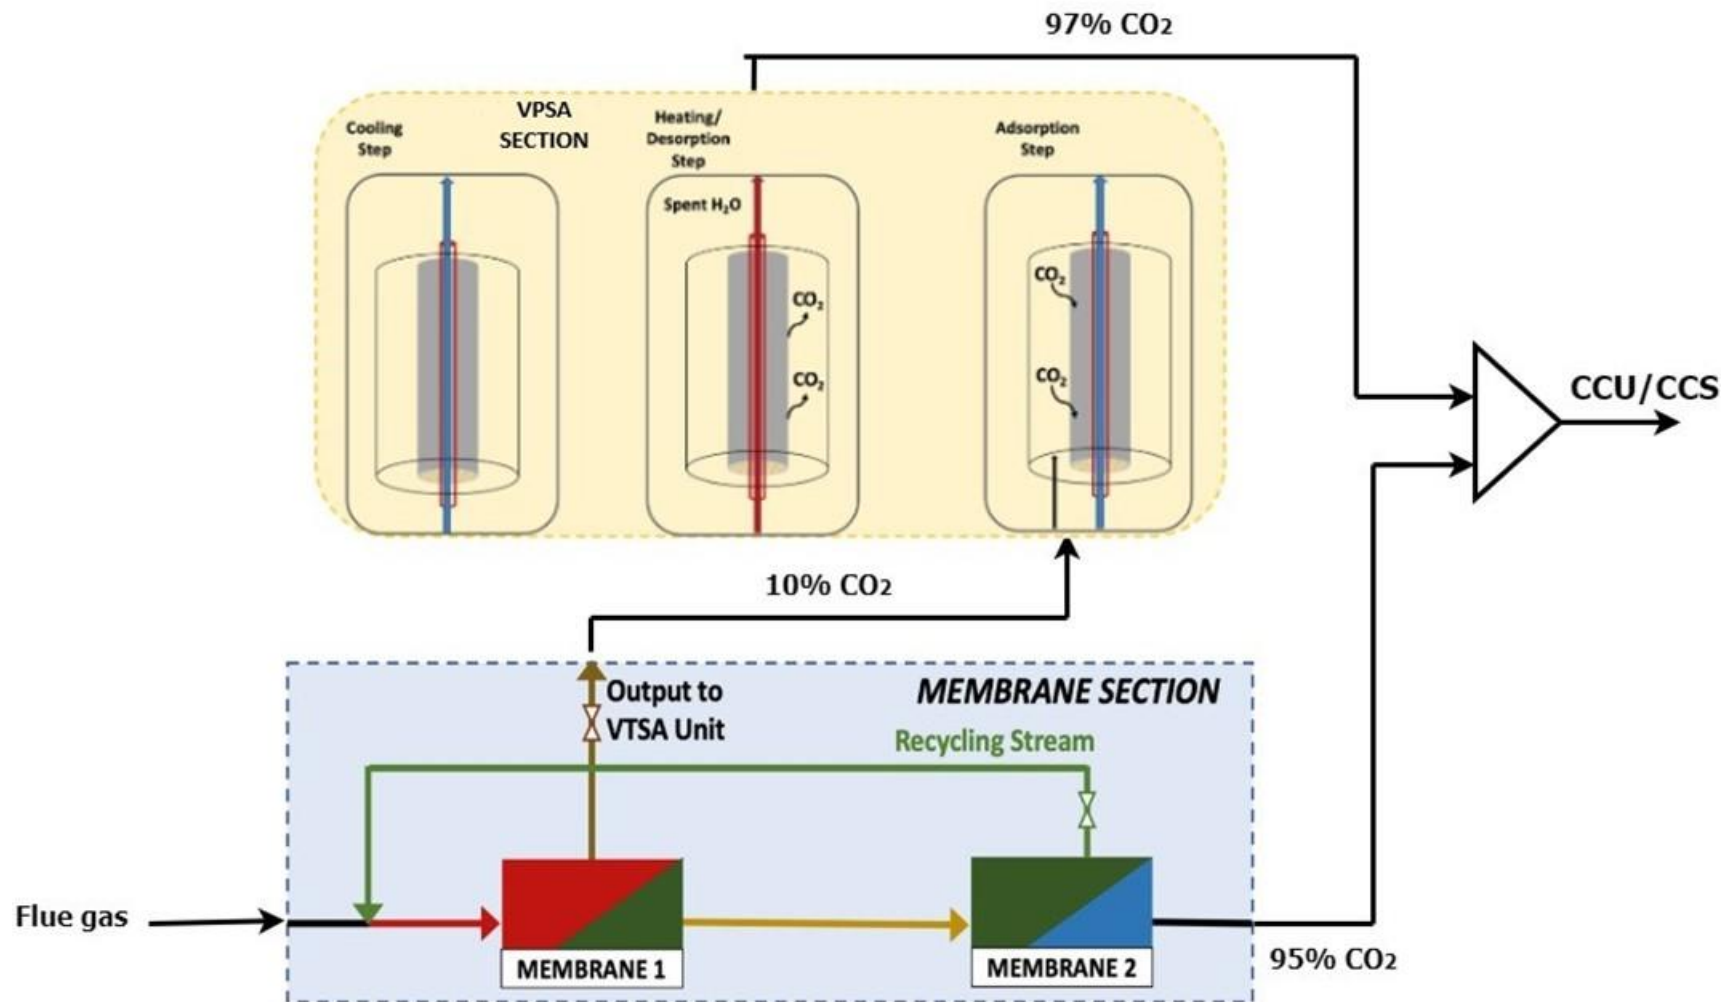 97% CO2
VPSA
SECTION
Cooling
Step
Heating/
Desorption
Step
Adsorption
Step
Spent H₂O
CO₂
CO₂
CO₂
CO₂
CCU/CCS
10% CO2
Output to
VTSA Unit
MEMBRANE SECTION
Recycling Stream
Flue gas
MEMBRANE 1
MEMBRANE 2
95% CO2